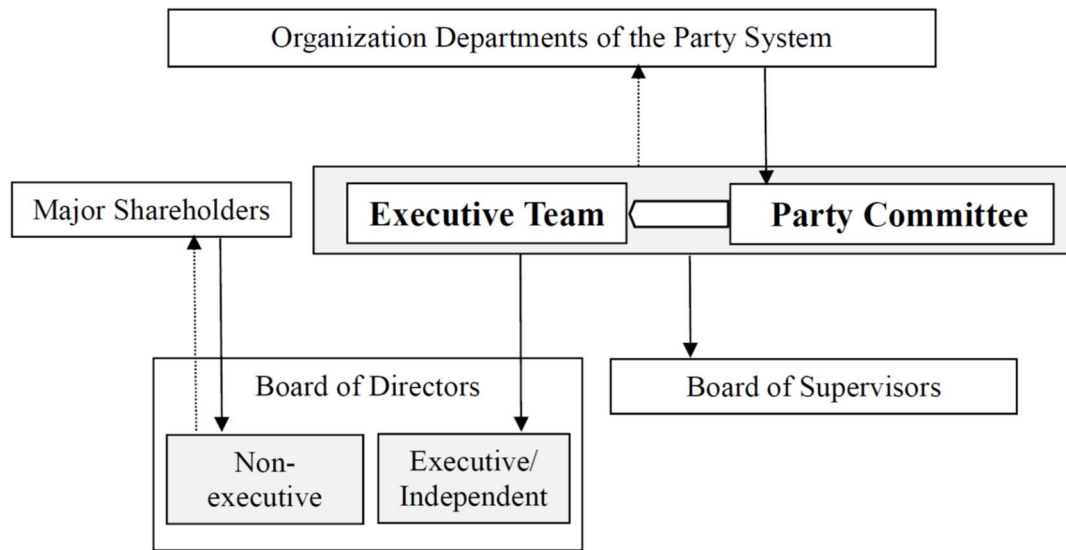 Organization Departments of the Party System
Major Shareholders
Executive Team
Party Committee
Board of Directors
Board of Supervisors
Non-
executive
Executive/
Independent